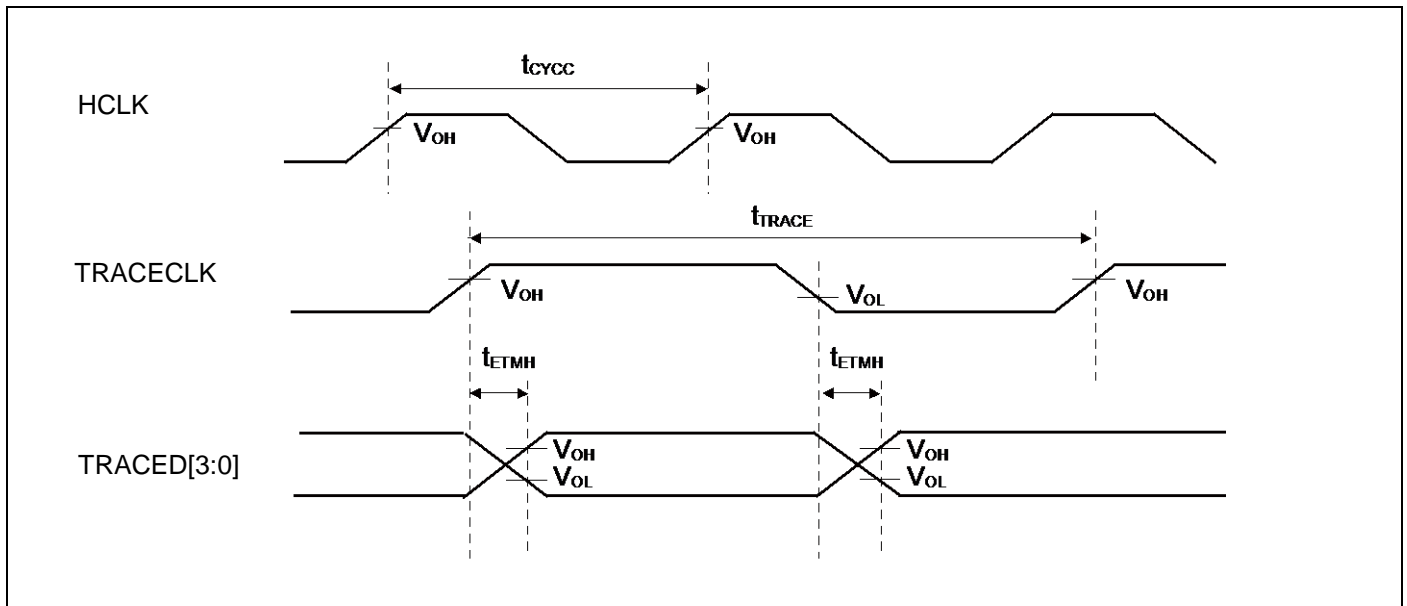 tCYCC
HCLK
VOH
VOH
tTRACE
TRACECLK
VOH
VOL
VOH
tETMH
tETMH
TRACED[3:0]
VOH
VOH
VOL
VOL